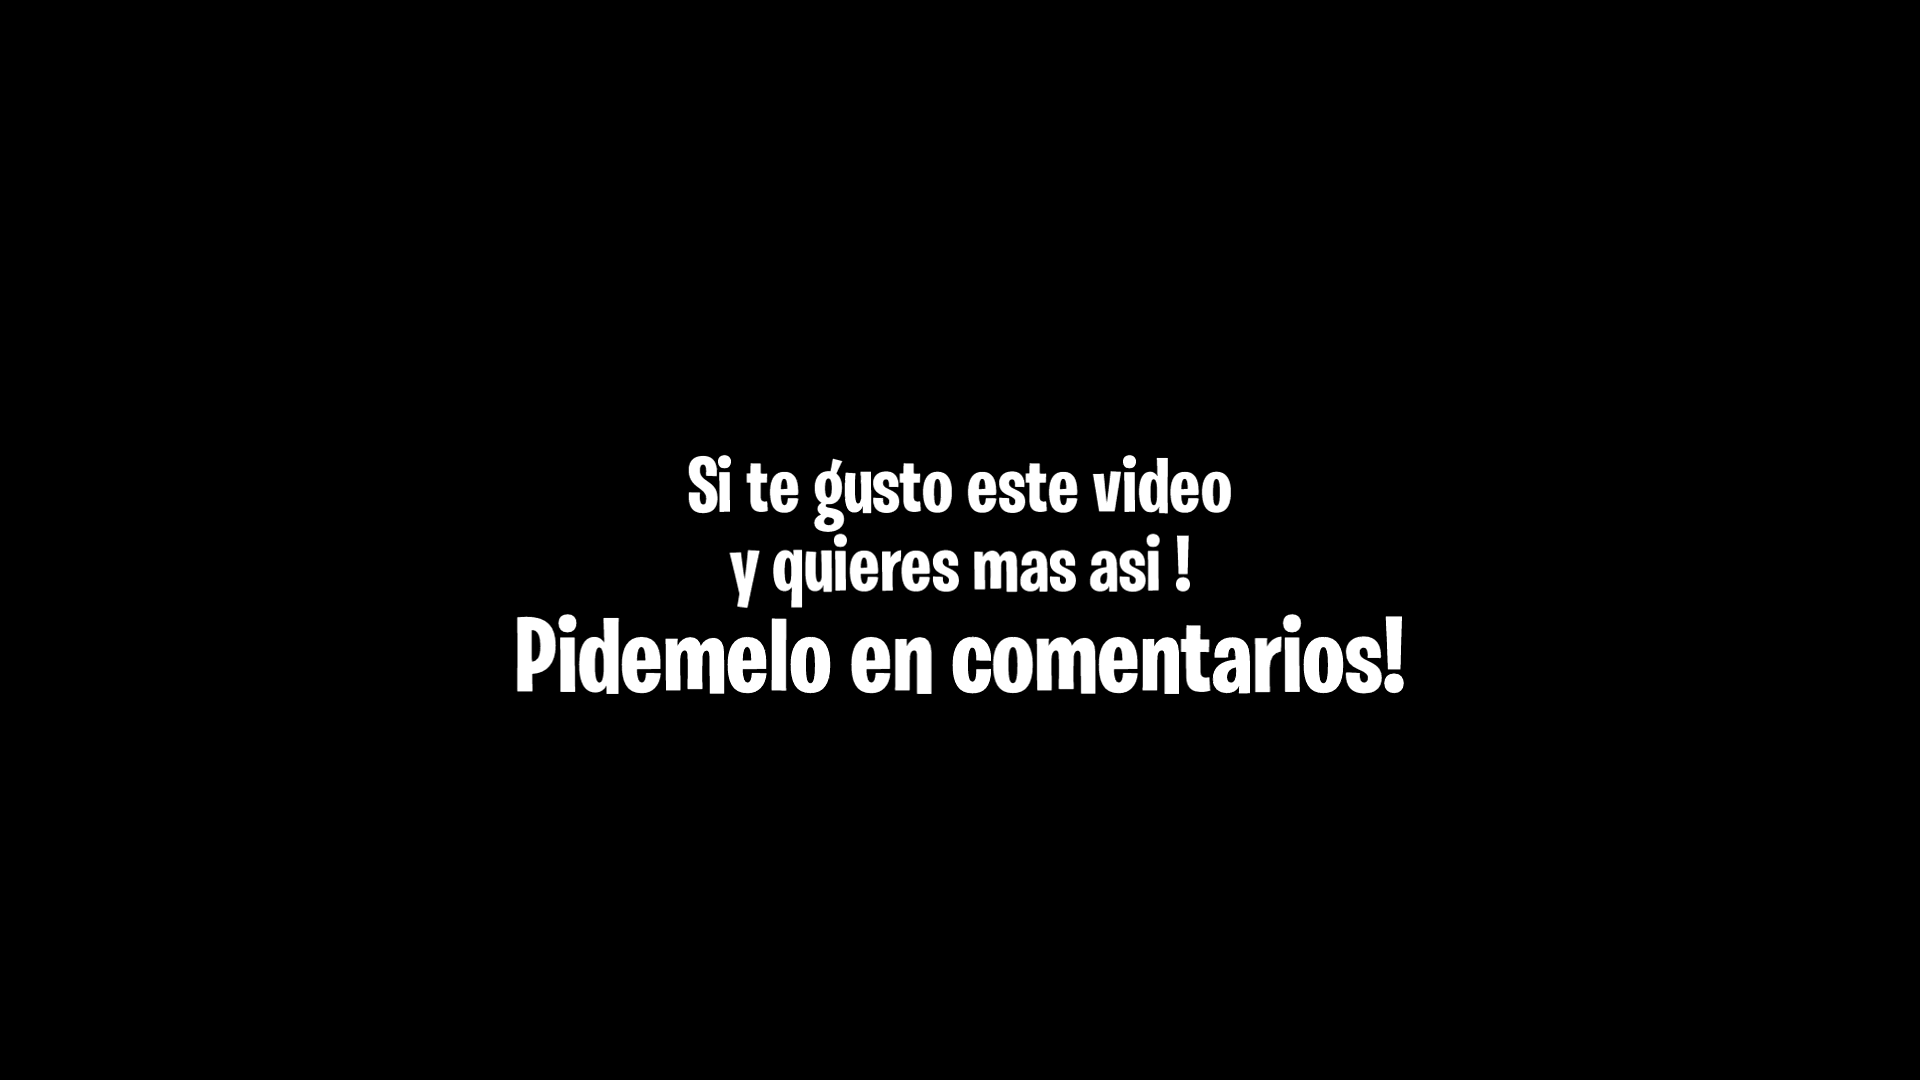 Si te gusto este video
y quieres mas asi !
Pidemelo en comentarios!